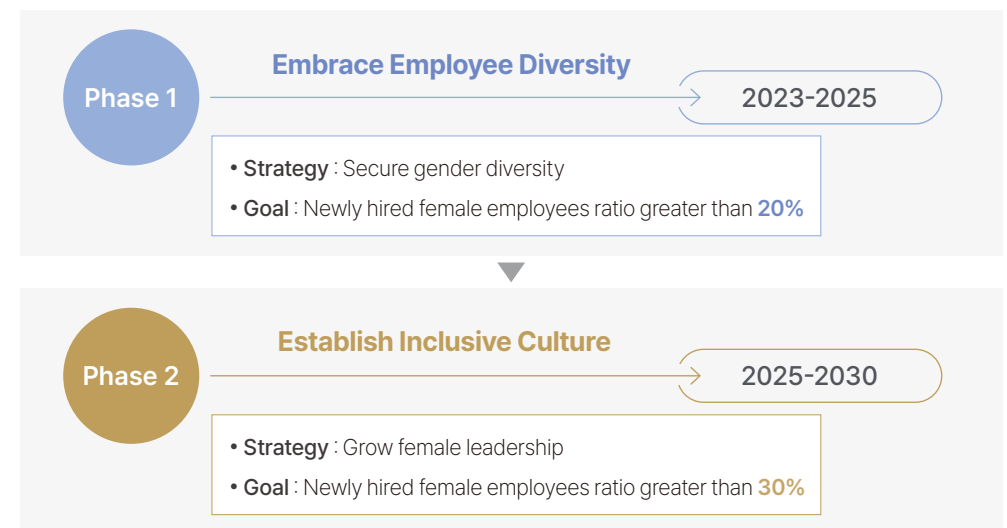 Phase 1
Embrace Employee Diversity
2023-2025
• Strategy : Secure gender diversity
• Goal : Newly hired female employees ratio greater than 20%
Phase 2
Establish Inclusive Culture
2025-2030
• Strategy : Grow female leadership
• Goal : Newly hired female employees ratio greater than 30%